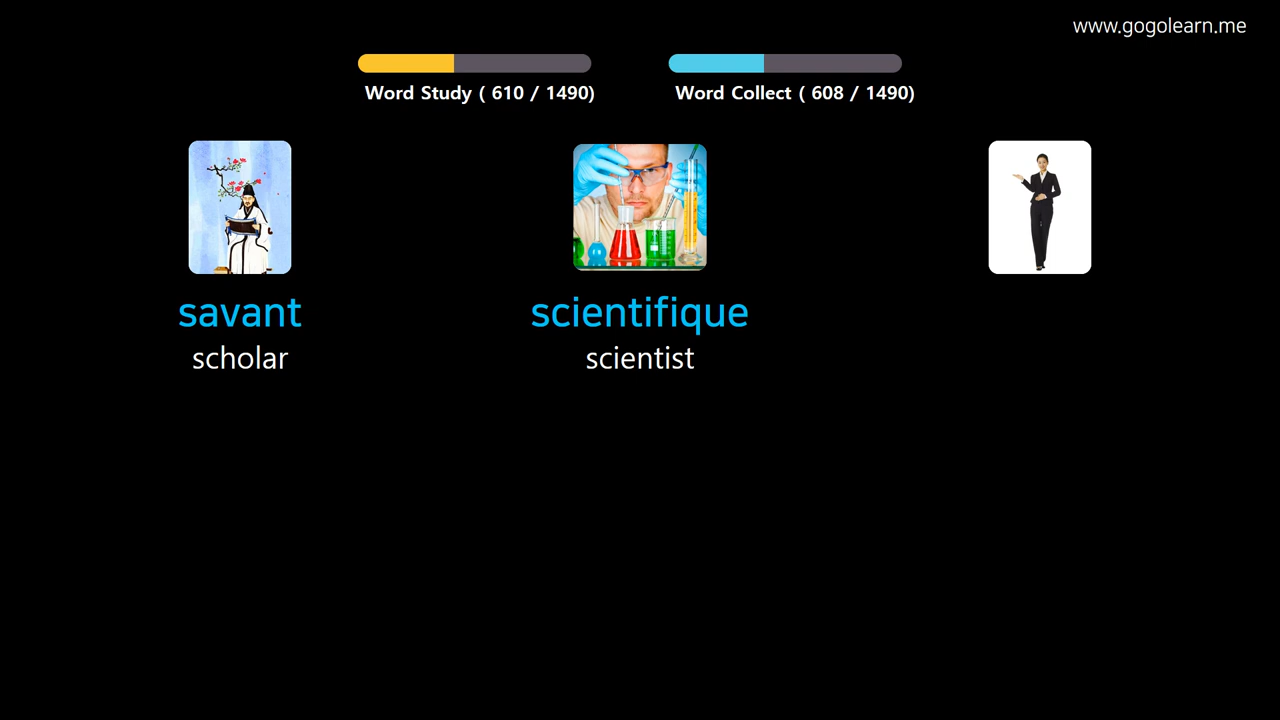 www.gogolearn.me
Word Study ( 610 / 1490)
Word Collect ( 608 / 1490)
savant
scientifique
scholar
scientist